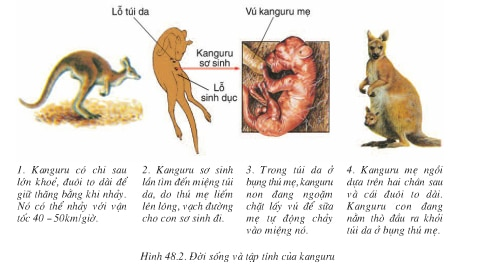 Lỗ túi da
Vú kanguru mẹ
Kanguru
sơ sinh
Lỗ
sinh dục
1. Kanguru có chi sau
lớn khoẻ, đuôi to dài để
giữ thăng bằng khi nhảy.
Nó có thể nhảy với vận
tốc 40 – 50km/giờ.
2. Kanguru sơ sinh
lần tìm đến miệng túi
da, do thú mẹ liếm
lên lông, vạch đường
cho con sơ sinh đi.
3. Trong túi da ở
bụng thú mẹ, kanguru
non đang ngoặm
chặt lấy vú để sữa
mẹ tự động chảy
vào miệng nó.
4. Kanguru mẹ ngồi
dựa trên hai chân sau
và cái đuôi to dài.
Kanguru con đang
nằm thò đầu ra khỏi
túi da ở bụng thú mẹ.
Hình 48.2. Đời sống và tập tính của kanguru